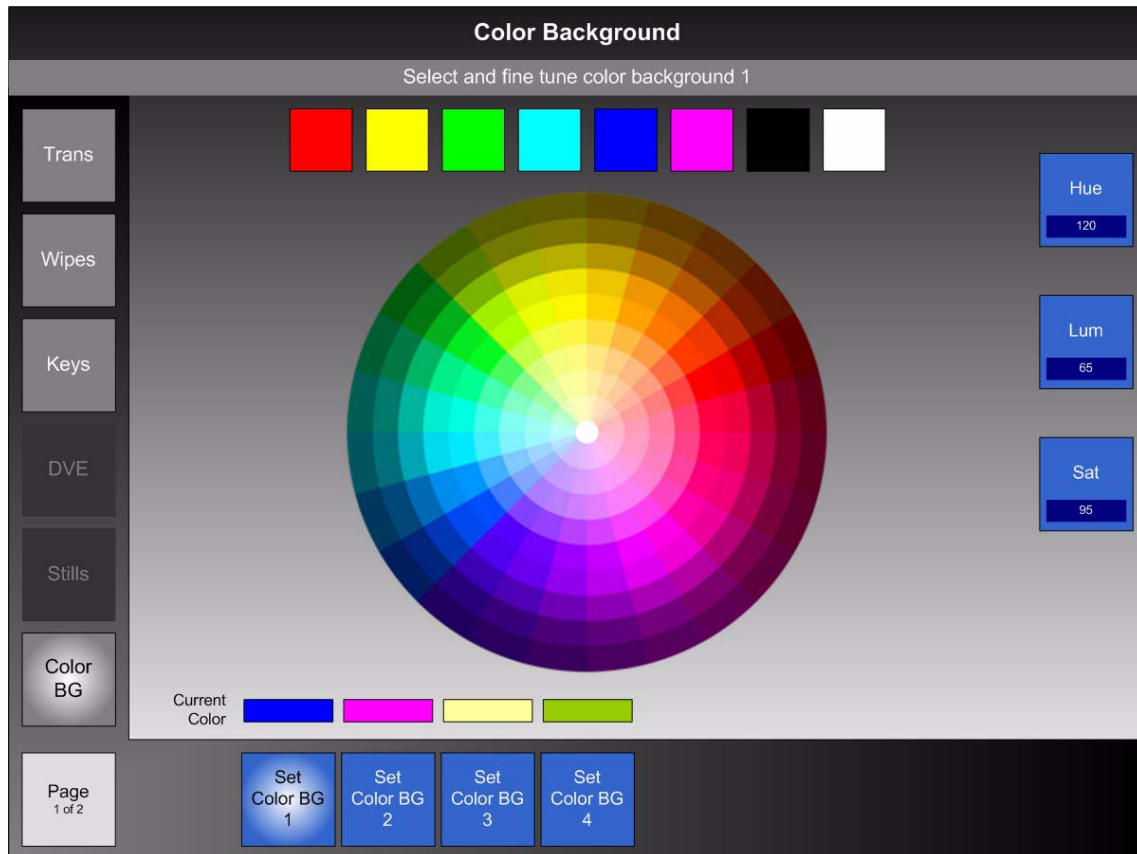 Color Background
Select and fine tune color background 1
Trans
Wipes
Keys
DVE
Stills
Color
BG
Page
1 of 2
Hue
120
Lum
65
Sat
95
Current
Color
Set
Color BG
1
Set
Color BG
2
Set
Color BG
3
Set
Color BG
4